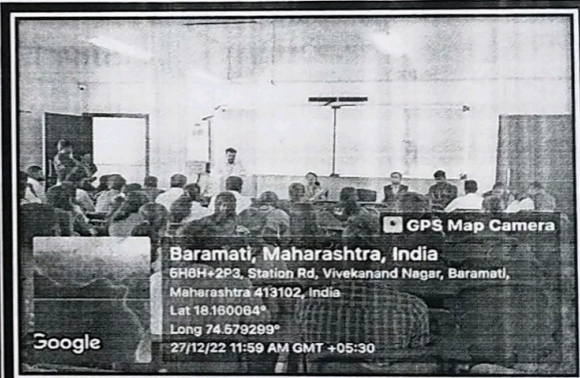 GPS Map Camera
Baramati, Maharashtra, India
5H6H+2P3, Station Rd, Vivekanand Nagar, Baramati,
Maharashtra 413102, India
Lat 18.160064°
Long 74.579299°
27/12/22 11:59 AM GMT +05:30
Google